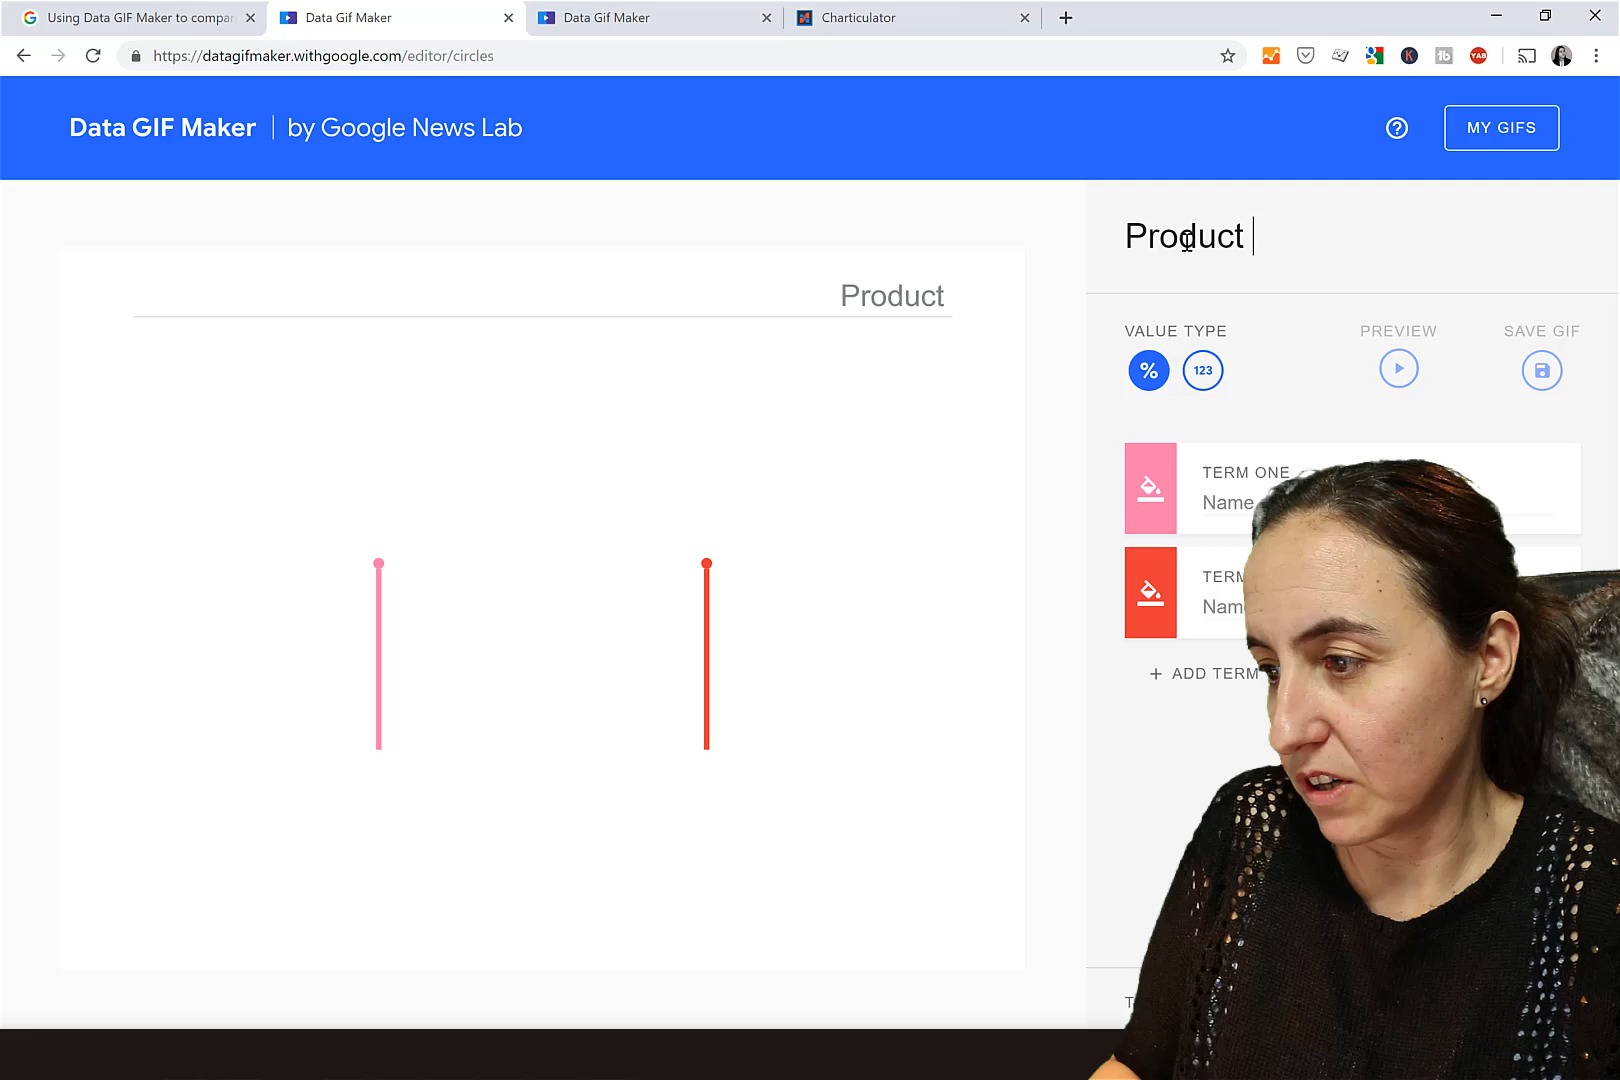 Using Data GIF Maker to compar
Data Gif Maker
Data Gif Maker
Charticulator
https://datagifmaker.withgoogle.com/editor/circles
Data GIF Maker | by Google News Lab
MY GIFS
Product
Product
VALUE TYPE
PREVIEW
SAVE GIF
%
123
TERM ONE
Name
TERM
Name
+ ADD TERM